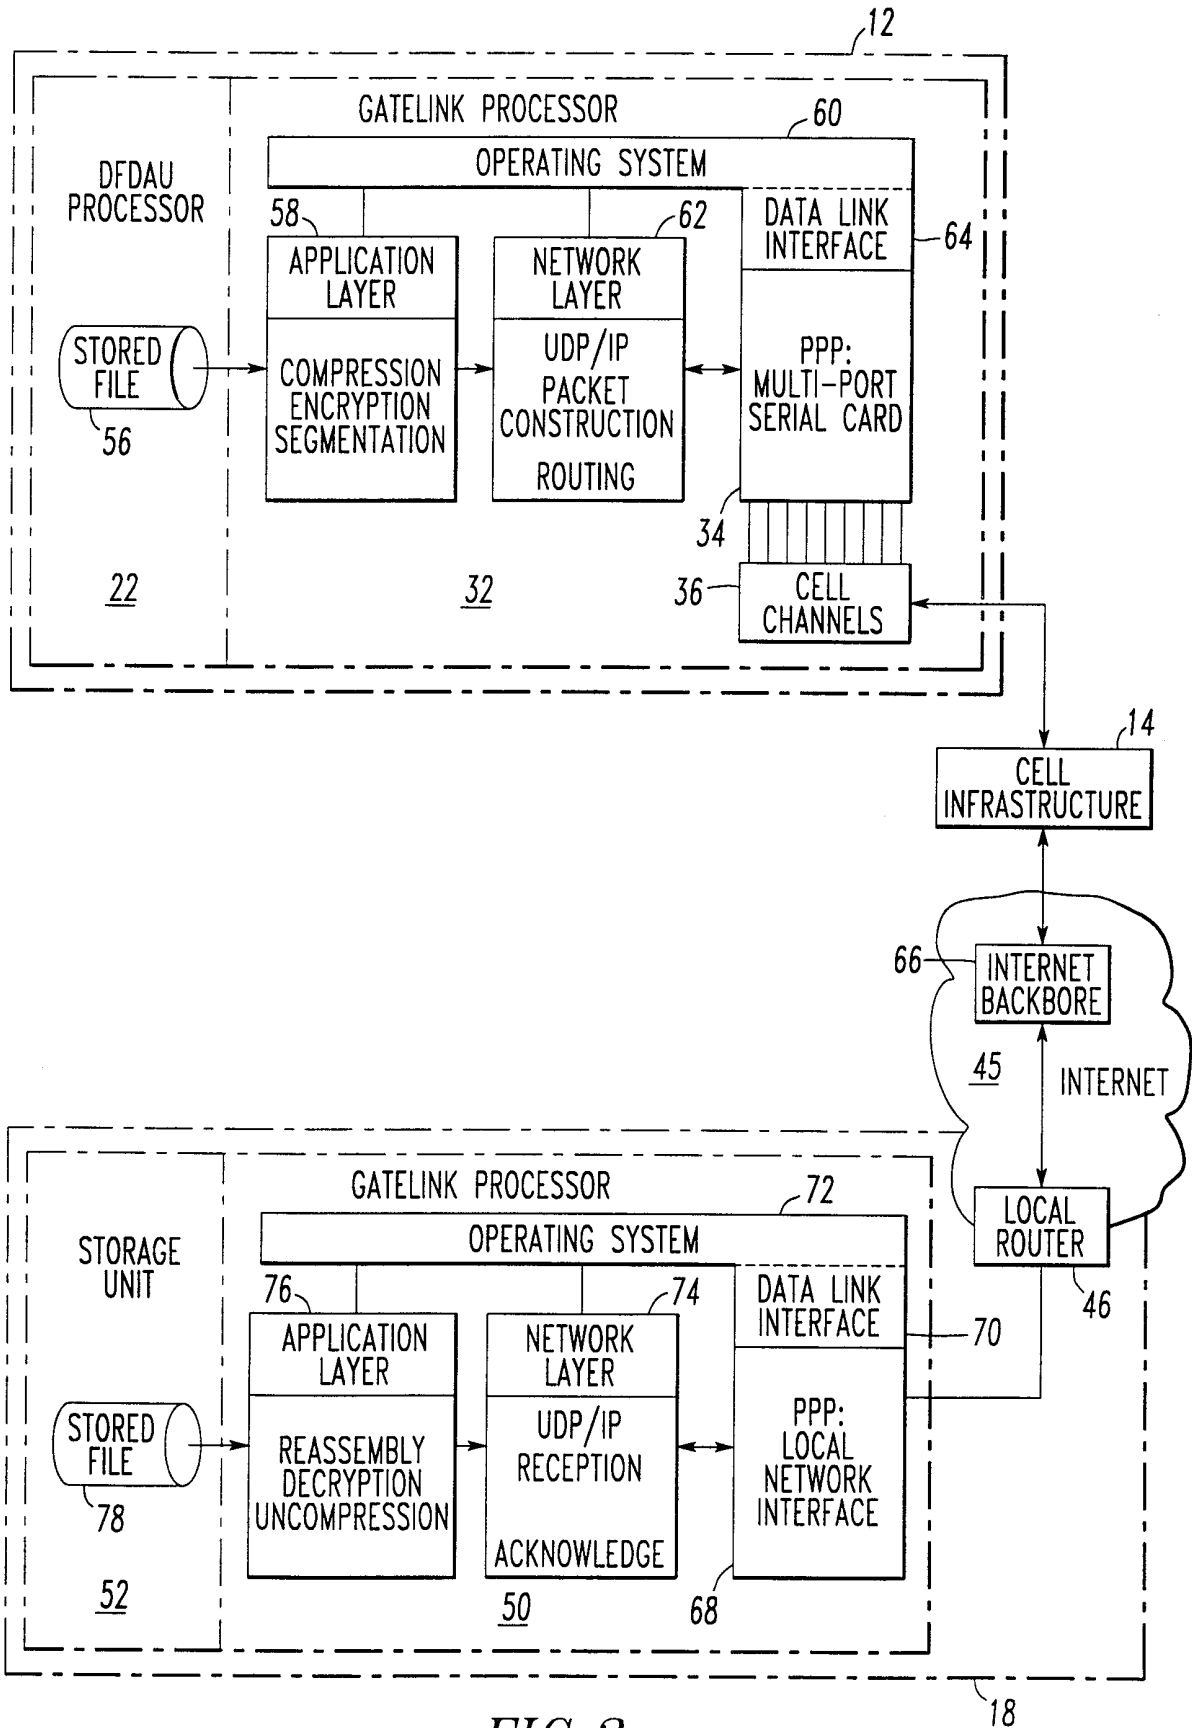 12
GATELINK PROCESSOR
60
OPERATING SYSTEM
DFDAU
PROCESSOR
58
62
DATA LINK
INTERFACE
64
APPLICATION
LAYER
NETWORK
LAYER
STORED
FILE
56
COMPRESSION
ENCRYPTION
SEGMENTATION
UDP/IP
PACKET
CONSTRUCTION
ROUTING
PPP:
MULTI-PORT
SERIAL CARD
34
22
32
36
CELL
CHANNELS
14
CELL
INFRASTRUCTURE
66
INTERNET
BACKBORE
45
INTERNET
GATELINK PROCESSOR
72
OPERATING SYSTEM
LOCAL
ROUTER
46
STORAGE
UNIT
76
74
DATA LINK
INTERFACE
70
APPLICATION
LAYER
NETWORK
LAYER
STORED
FILE
78
REASSEMBLY
DECRYPTION
UNCOMPRESSION
UDP/IP
RECEPTION
ACKNOWLEDGE
PPP:
LOCAL
NETWORK
INTERFACE
68
52
50
18